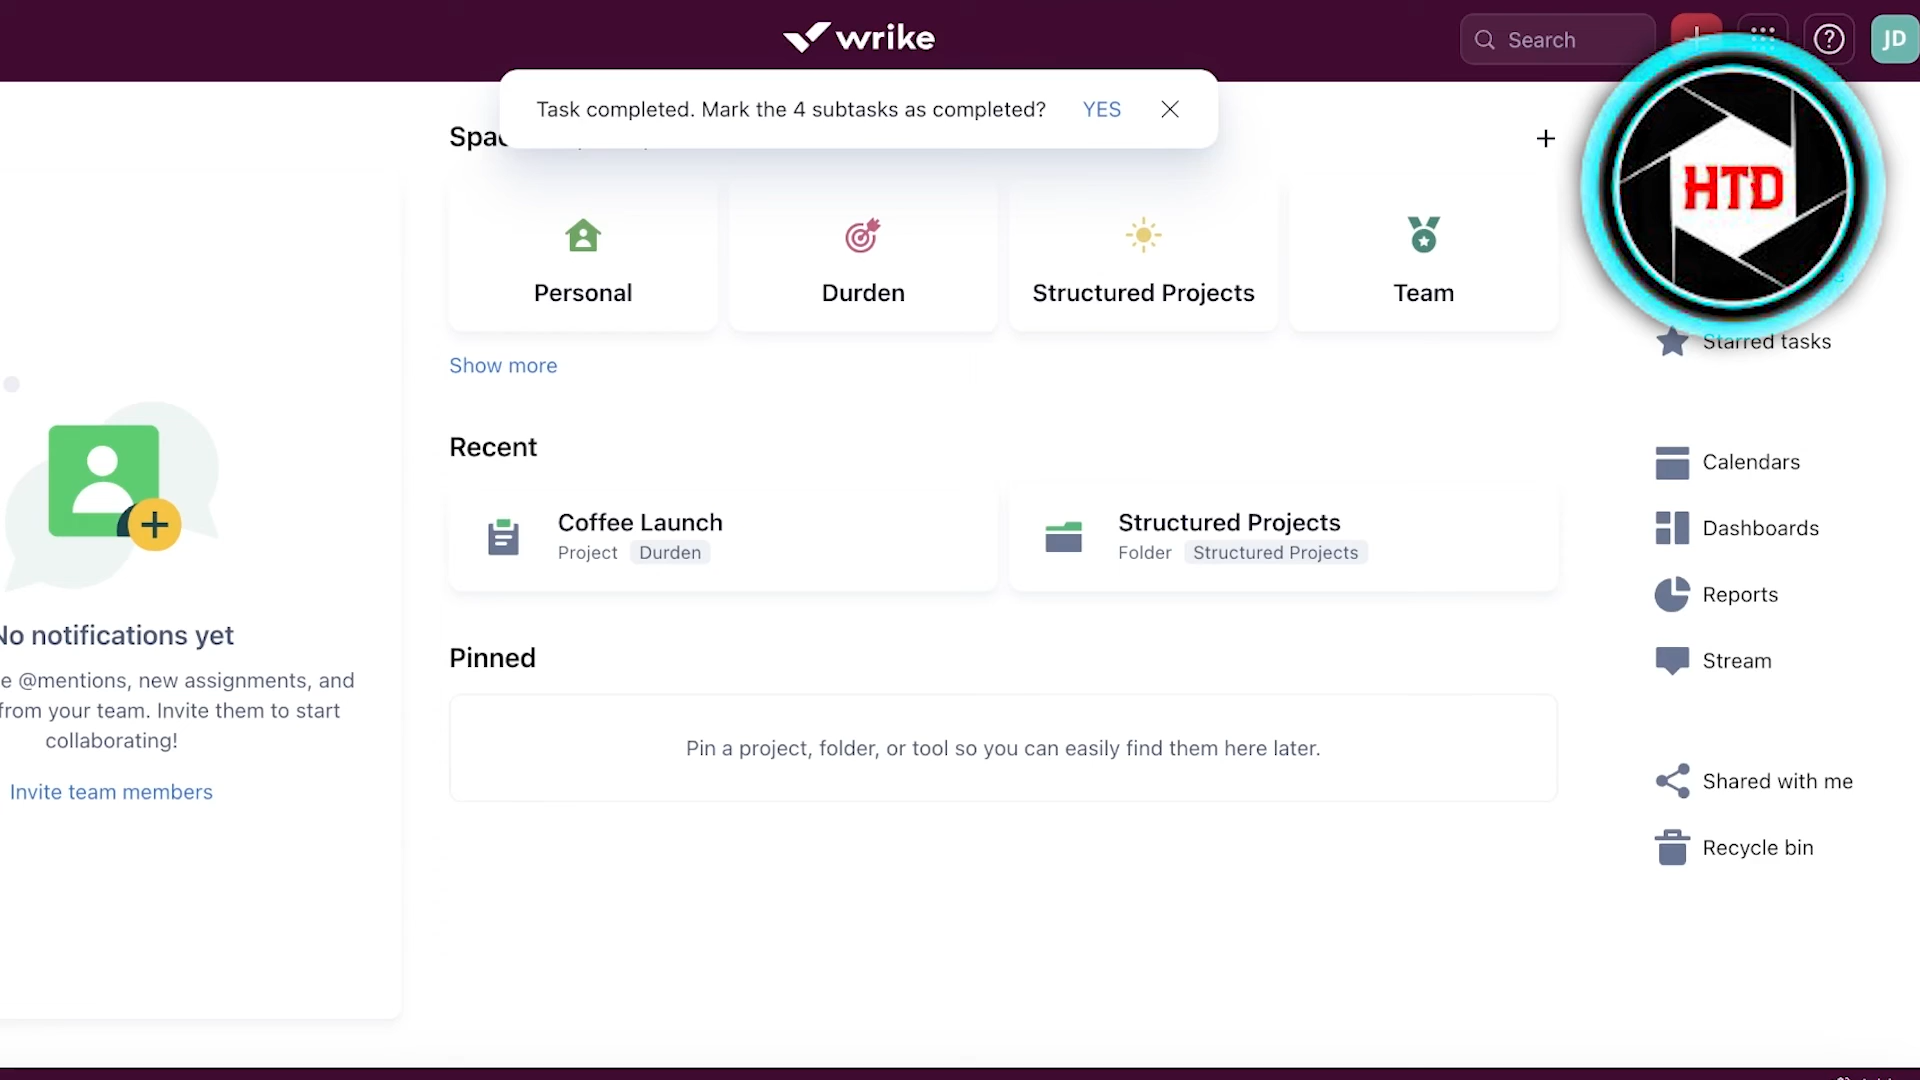 wrike
Search
JD
Task completed. Mark the 4 subtasks as completed? YES
HTD
Personal
Durden
Structured Projects
Team
Show more
Starred tasks
Recent
Coffee Launch
Project Durden
Structured Projects
Folder Structured Projects
Calendars
Dashboards
Reports
Stream
No notifications yet
@mentions, new assignments, and
from your team. Invite them to start
collaborating!
Invite team members
Pinned
Pin a project, folder, or tool so you can easily find them here later.
Shared with me
Recycle bin